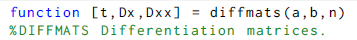 function [t,Dx,Dxx] = diffmats(a,b,n)
%DIFFMATS Differentiation matrices.